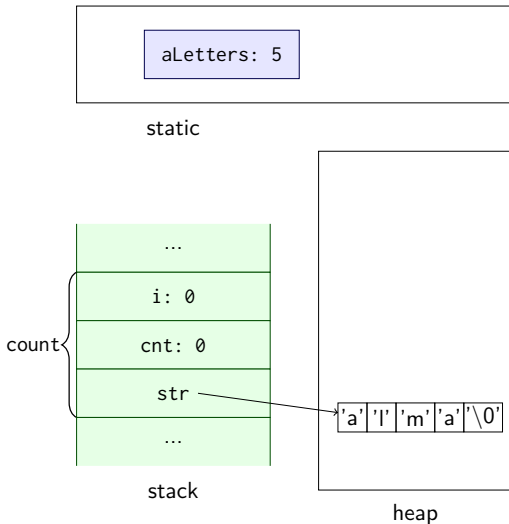 aLetters: 5
static
...
i: 0
count
cnt: 0
str
'a' 'l' 'm' 'a' '\0'
...
stack
heap